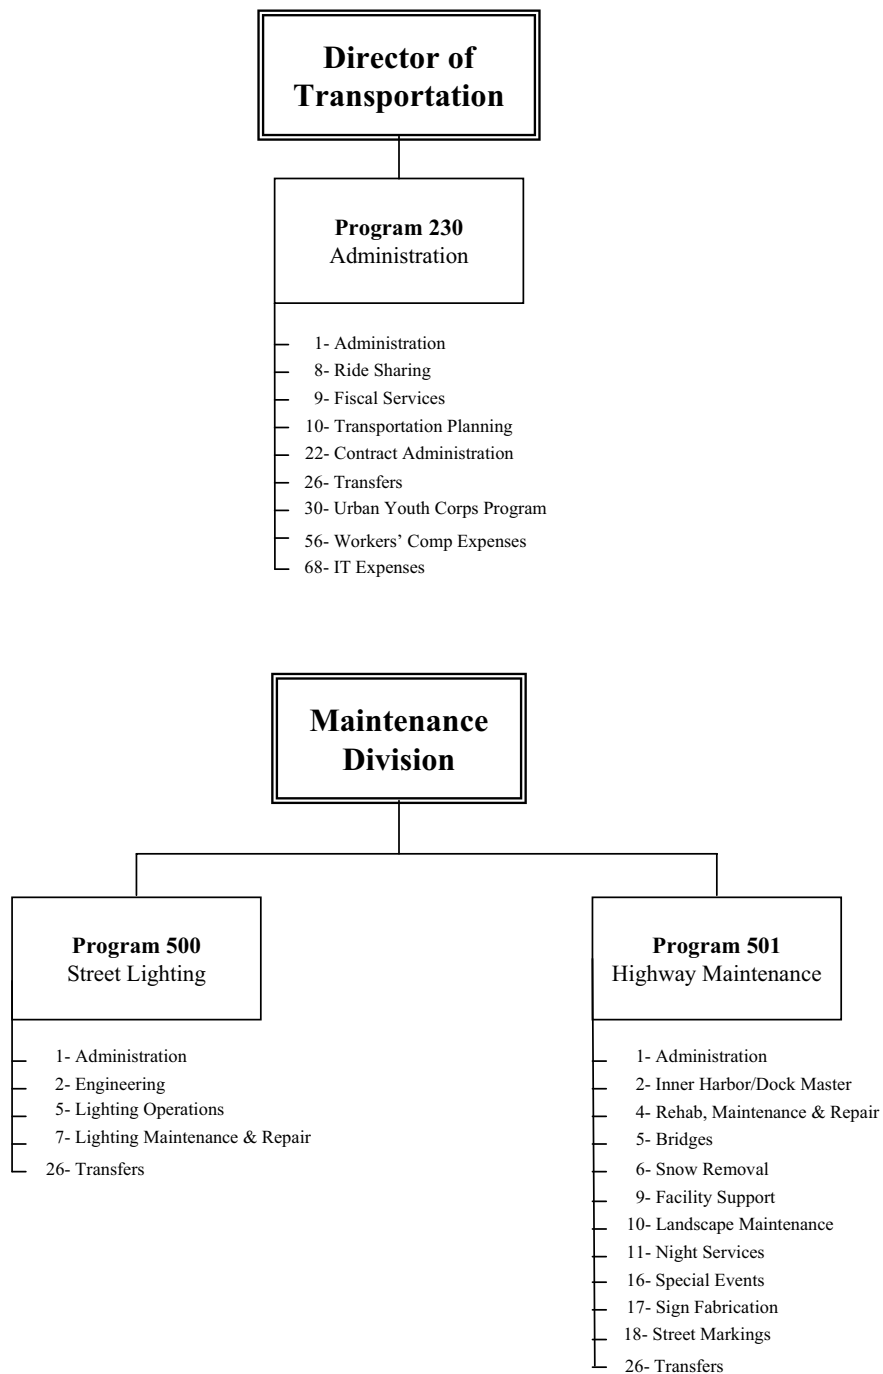 Director of
Transportation
Program 230
Administration
1- Administration
8- Ride Sharing
9- Fiscal Services
10- Transportation Planning
22- Contract Administration
26- Transfers
30- Urban Youth Corps Program
56- Workers’ Comp Expenses
68- IT Expenses
Maintenance
Division
Program 500
Street Lighting
1- Administration
2- Engineering
5- Lighting Operations
7- Lighting Maintenance & Repair
26- Transfers
Program 501
Highway Maintenance
1- Administration
2- Inner Harbor/Dock Master
4- Rehab, Maintenance & Repair
5- Bridges
6- Snow Removal
9- Facility Support
10- Landscape Maintenance
11- Night Services
16- Special Events
17- Sign Fabrication
18- Street Markings
26- Transfers